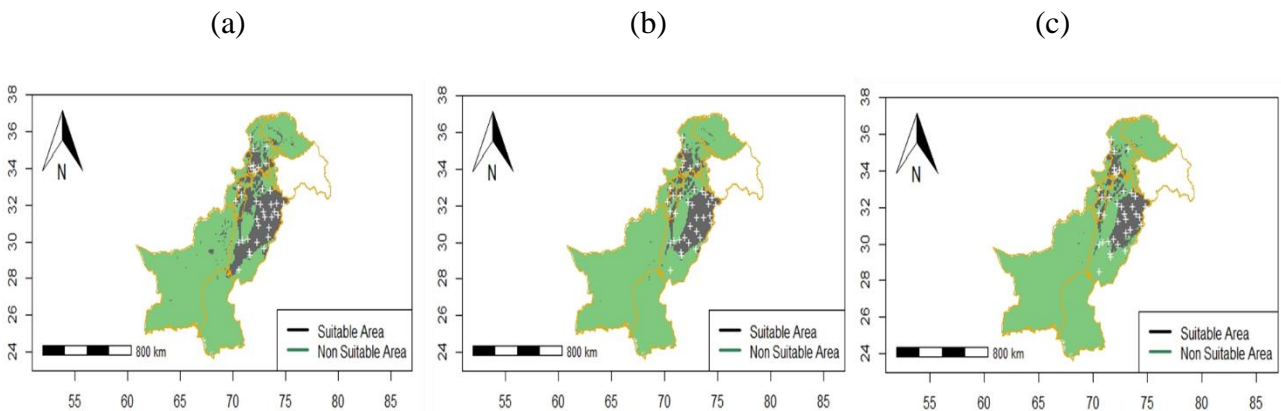 (a) (b) (c)
38 38 38
36 36 36
34 34 34
N N N
32 32 32
30 30 30
28 28 28
26 26 26
Suitable Area Suitable Area Suitable Area
24 800 km Non Suitable Area 24 800 km Non Suitable Area 24 800 km Non Suitable Area
55 60 65 70 75 80 85 55 60 65 70 75 80 85 55 60 65 70 75 80 85